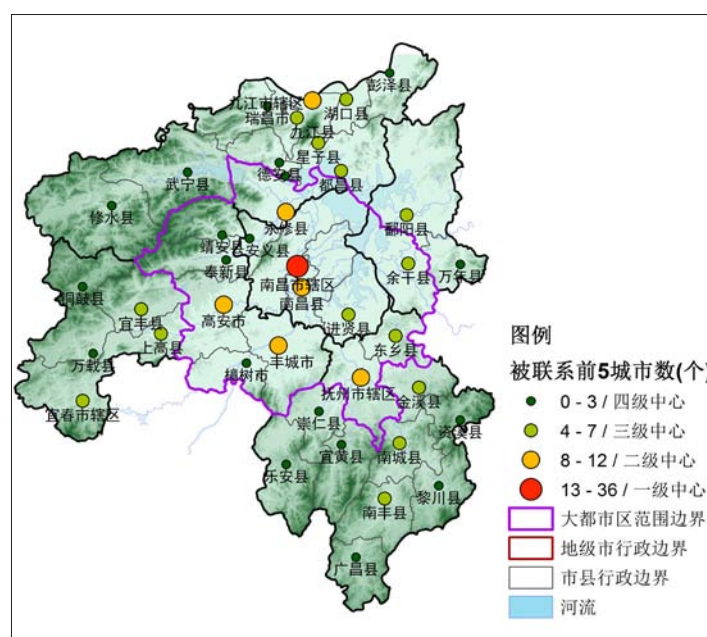 彭泽县
九江市辖区
湖口县
瑞昌市
九江县
星子县
德安县
都昌县
武宁县
修水县
永修县
鄱阳县
靖安县
安义县
泰新县
余干县
万年县
南昌市辖区
南昌县
铜鼓县
宜丰县
高安市
进贤县
上高县
东乡县
万载县
丰城市
樟树市
抚州市辖区
金溪县
宜春市辖区
崇仁县
资溪县
宜黄县
南城县
乐安县
黎川县
南丰县
广昌县
图例
被联系前5城市数(个)
0 - 3 / 四级中心
4 - 7 / 三级中心
8 - 12 / 二级中心
13 - 36 / 一级中心
大都市区范围边界
地级市行政边界
市县行政边界
河流